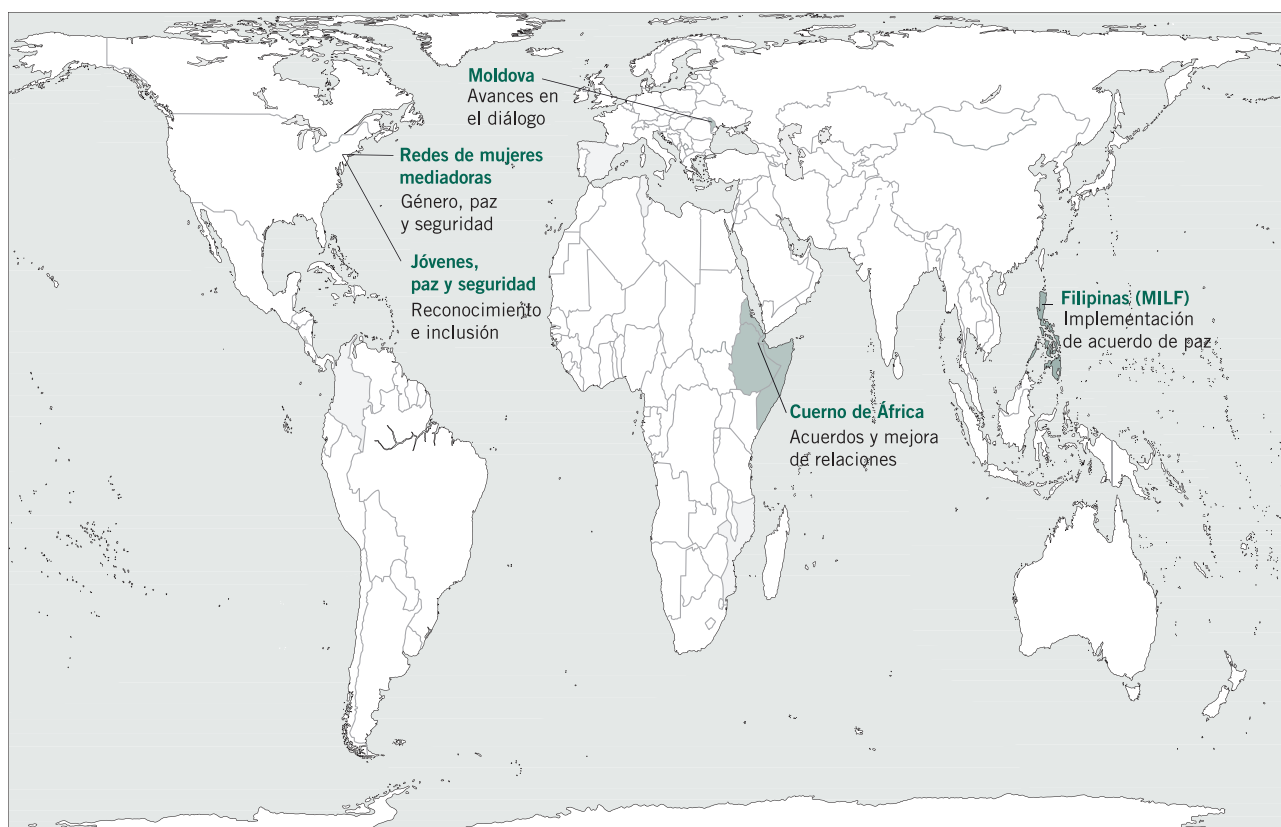 Moldova
Avances en
el diálogo
Redes de mujeres
mediadoras
Género, paz
y seguridad
Jóvenes,
paz y seguridad
Reconocimiento
e inclusión
Filipinas (MILF)
Implementación
de acuerdo de paz
Cuerno de África
Acuerdos y mejora
de relaciones